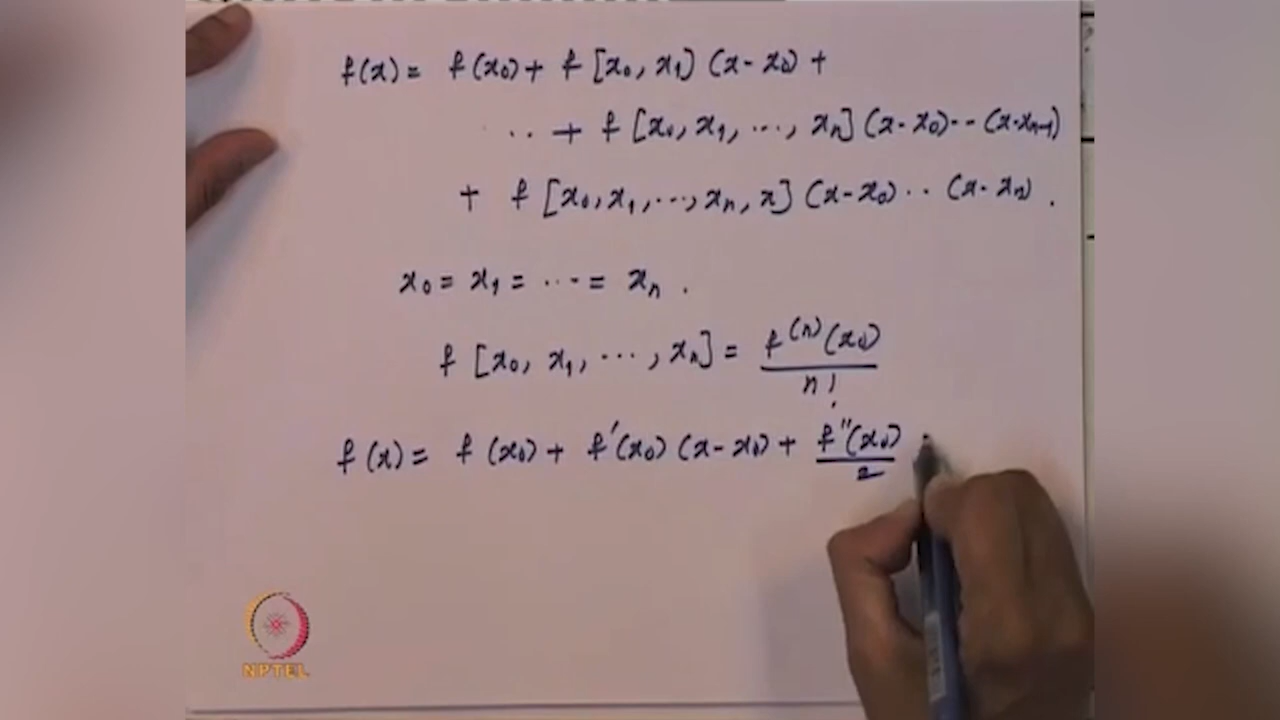 f(x) = f(x₀) + f[x₀, x₁](x - x₀) +
·· + f[x₀, x₁, ···, xₙ](x - x₀)··(x - xₙ₋₁)
+ f[x₀, x₁, ··, xₙ, x](x - x₀)··(x - xₙ).
x₀ = x₁ = ··· = xₙ.
f[x₀, x₁, ···, xₙ] = f⁽ⁿ⁾(x₀) / n!
f(x) = f(x₀) + f'(x₀)(x - x₀) + f''(x₀) / 2
NPTEL